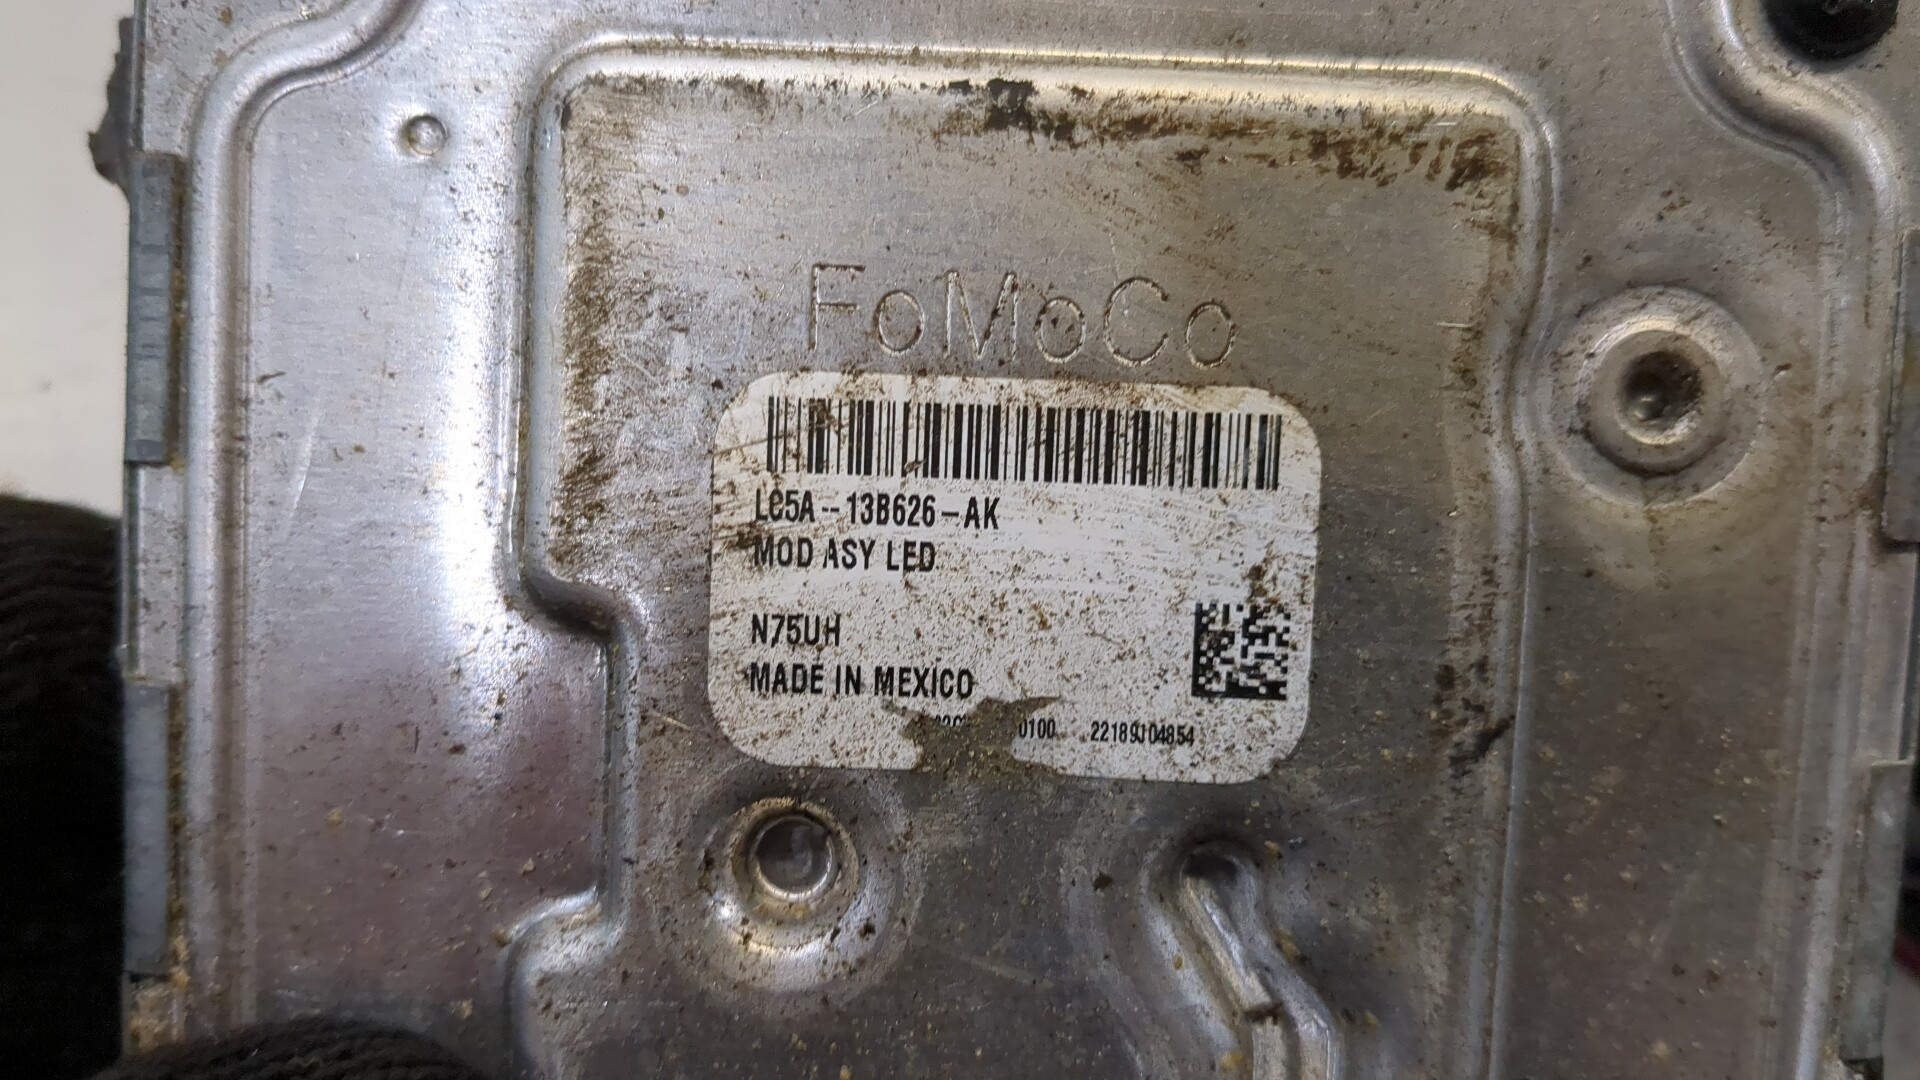 FoMoCo
LC5A--13B626-AK
MOD ASY LED
N75UH
MADE IN MEXICO
0100 22189J04854